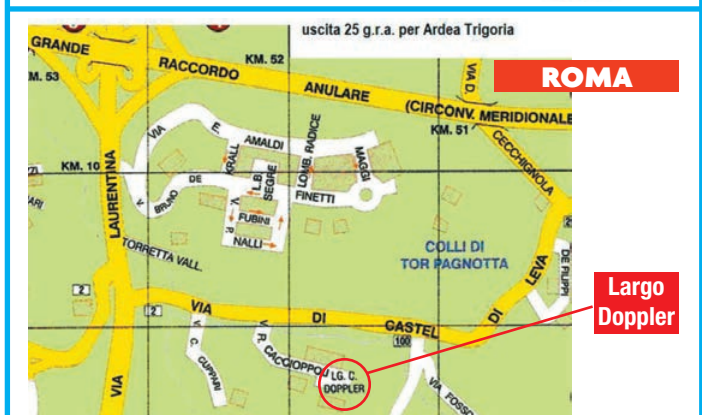 uscita 25 g.r.a. per Ardea Trigoria
GRANDE RACCORDO ANULARE
(CIRCONV. MERIDIONALE
KM. 52
VIA D. CECCHIGNOLA
ROMA
M. 53
KM. 51
VIA E. AMALDI
KRALL
L.B. SEGRE
LOMB. RADICE
MAGGI
KM. 10
LAURENTINA
V. BRUNO DE FINETTI
V. P. NALLI
FUBINI
ARI
COLLI DI
TOR PAGNOTTA
TORRETTA VALL.
DE FILIPPI
Largo
Doppler
2
2
VIA DI CASTEL DI LEVA
100
V. C. CUPPARI
V. R. CACCIOPPOLI
LG. C.
DOPPLER
VIA FOSSO
VIA